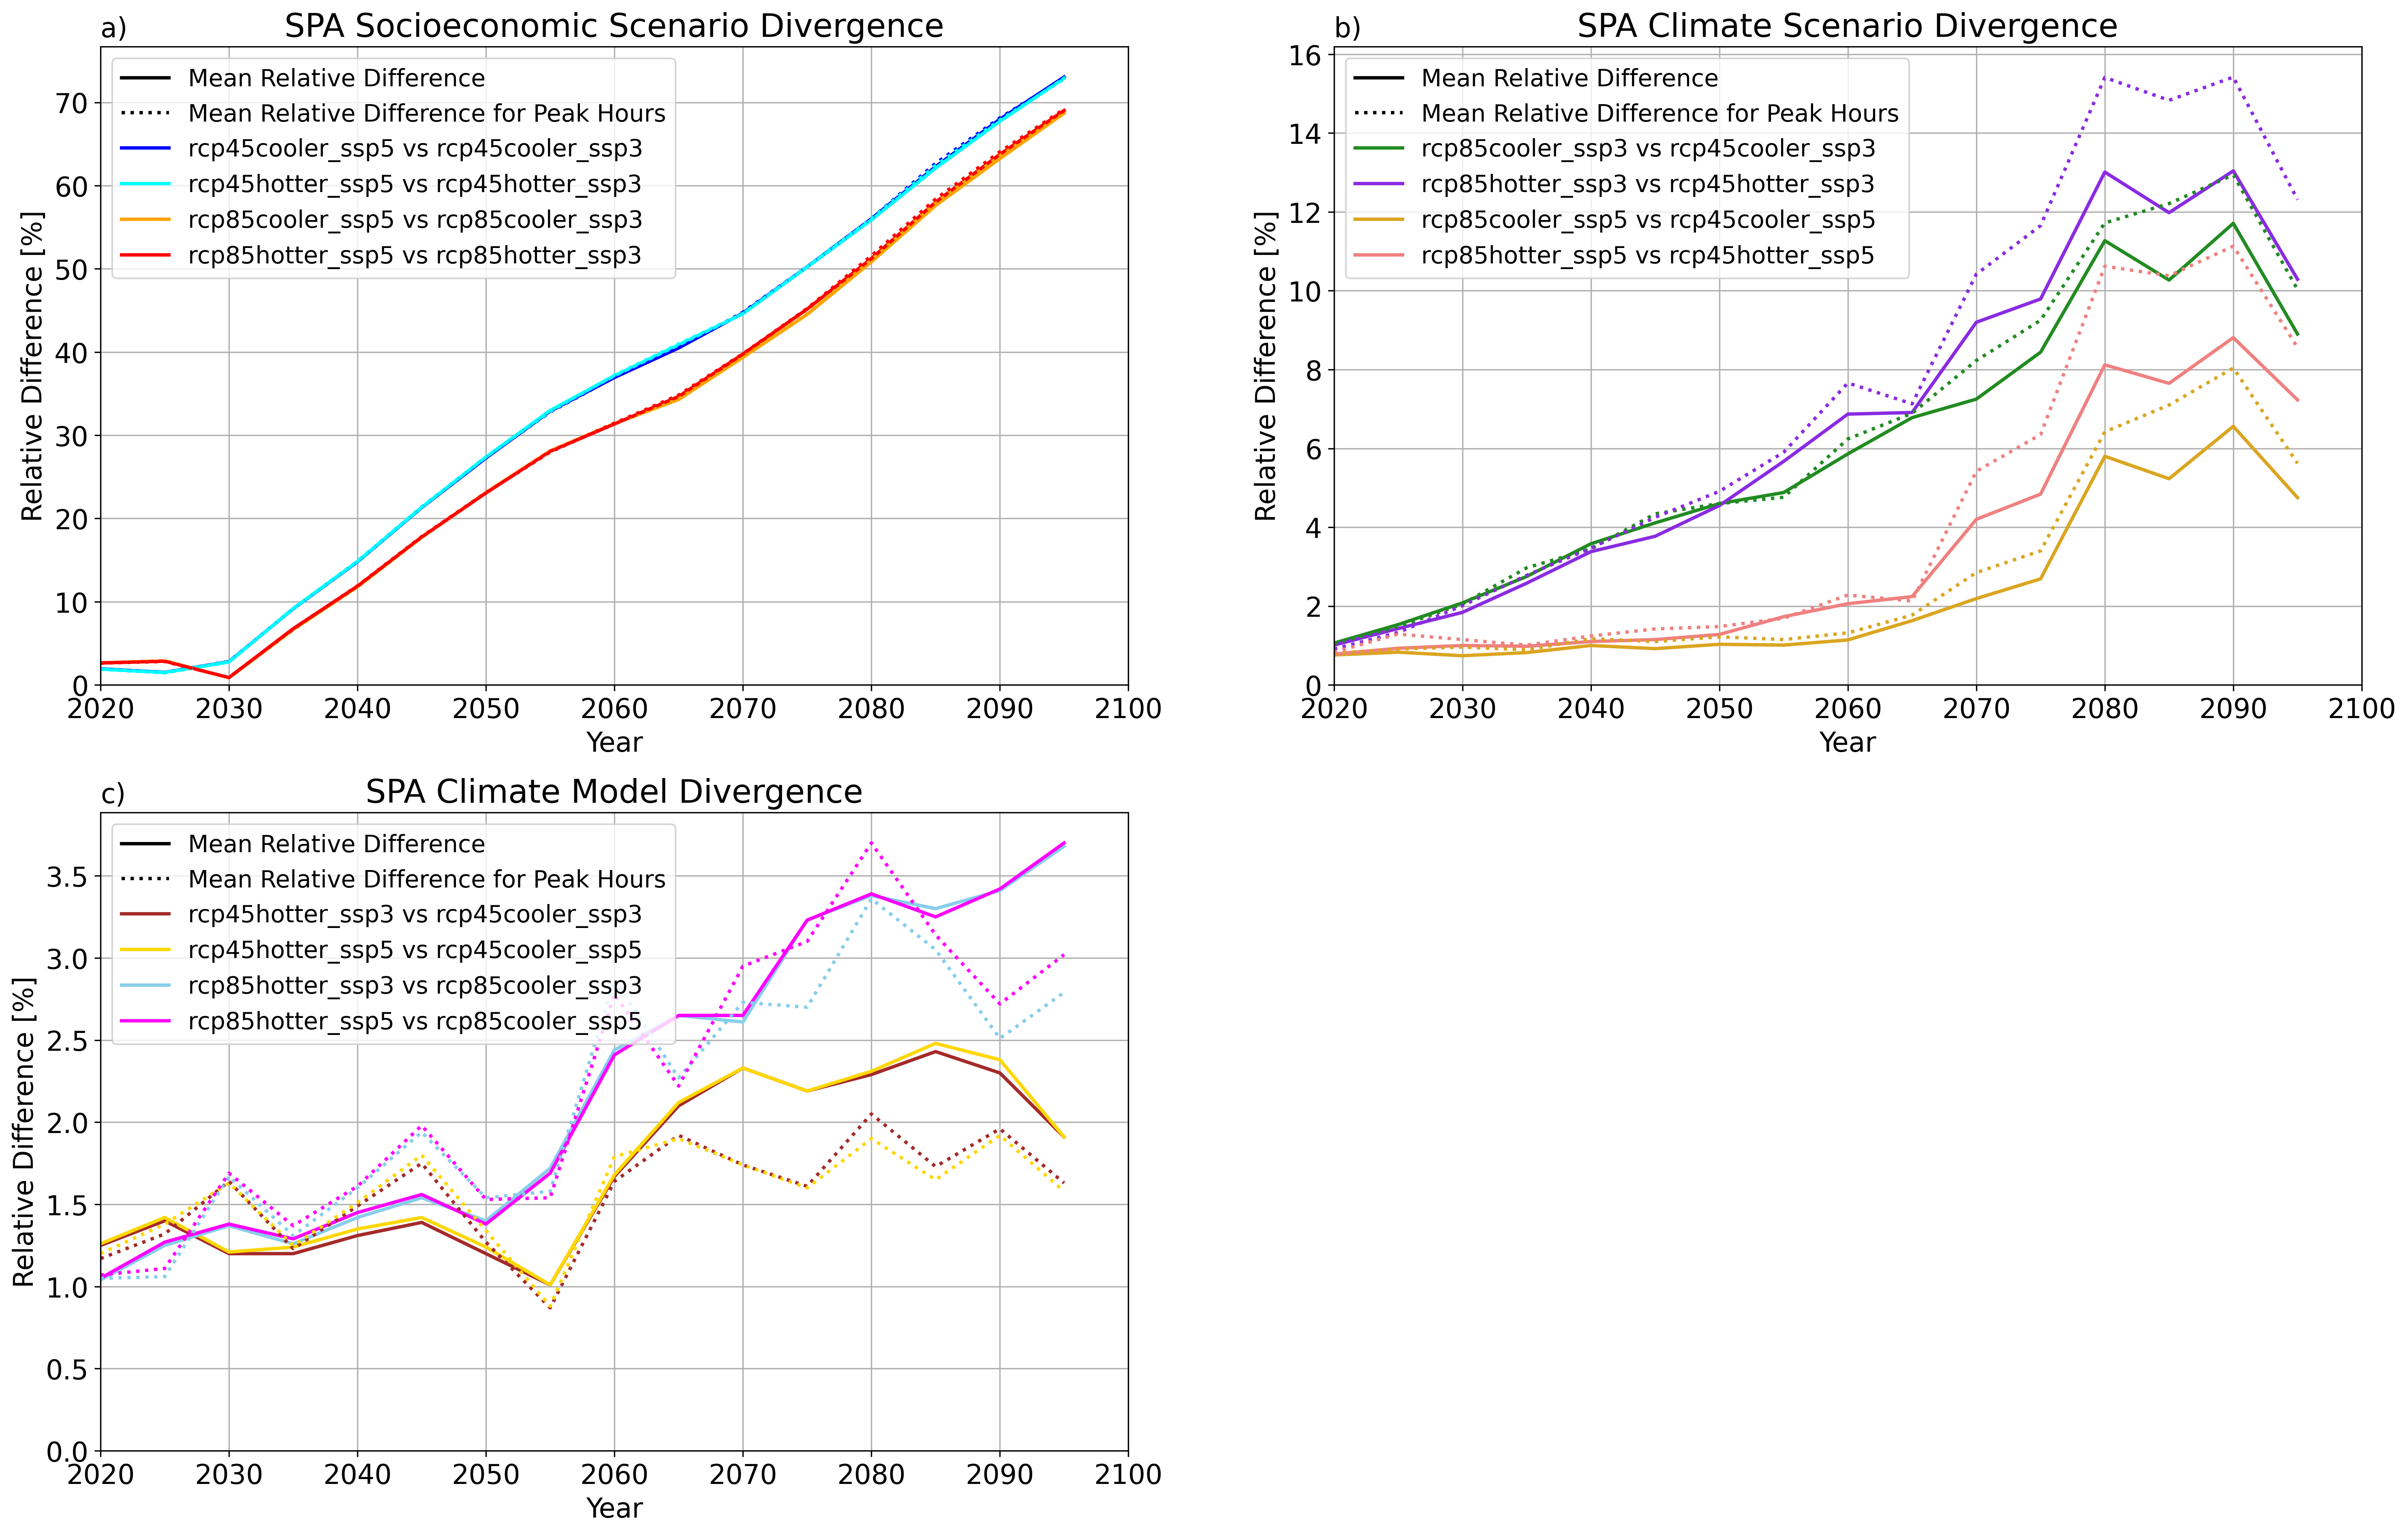 a)
SPA Socioeconomic Scenario Divergence
Mean Relative Difference
Mean Relative Difference for Peak Hours
rcp45cooler_ssp5 vs rcp45cooler_ssp3
rcp45hotter_ssp5 vs rcp45hotter_ssp3
rcp85cooler_ssp5 vs rcp85cooler_ssp3
rcp85hotter_ssp5 vs rcp85hotter_ssp3
Relative Difference [%]
70
60
50
40
30
20
10
0
2020 2030 2040 2050 2060 2070 2080 2090 2100
Year
b)
SPA Climate Scenario Divergence
Mean Relative Difference
Mean Relative Difference for Peak Hours
rcp85cooler_ssp3 vs rcp45cooler_ssp3
rcp85hotter_ssp3 vs rcp45hotter_ssp3
rcp85cooler_ssp5 vs rcp45cooler_ssp5
rcp85hotter_ssp5 vs rcp45hotter_ssp5
Relative Difference [%]
16
14
12
10
8
6
4
2
0
2020 2030 2040 2050 2060 2070 2080 2090 2100
Year
c)
SPA Climate Model Divergence
Mean Relative Difference
Mean Relative Difference for Peak Hours
rcp45hotter_ssp3 vs rcp45cooler_ssp3
rcp45hotter_ssp5 vs rcp45cooler_ssp5
rcp85hotter_ssp3 vs rcp85cooler_ssp3
rcp85hotter_ssp5 vs rcp85cooler_ssp5
Relative Difference [%]
3.5
3.0
2.5
2.0
1.5
1.0
0.5
0.0
2020 2030 2040 2050 2060 2070 2080 2090 2100
Year